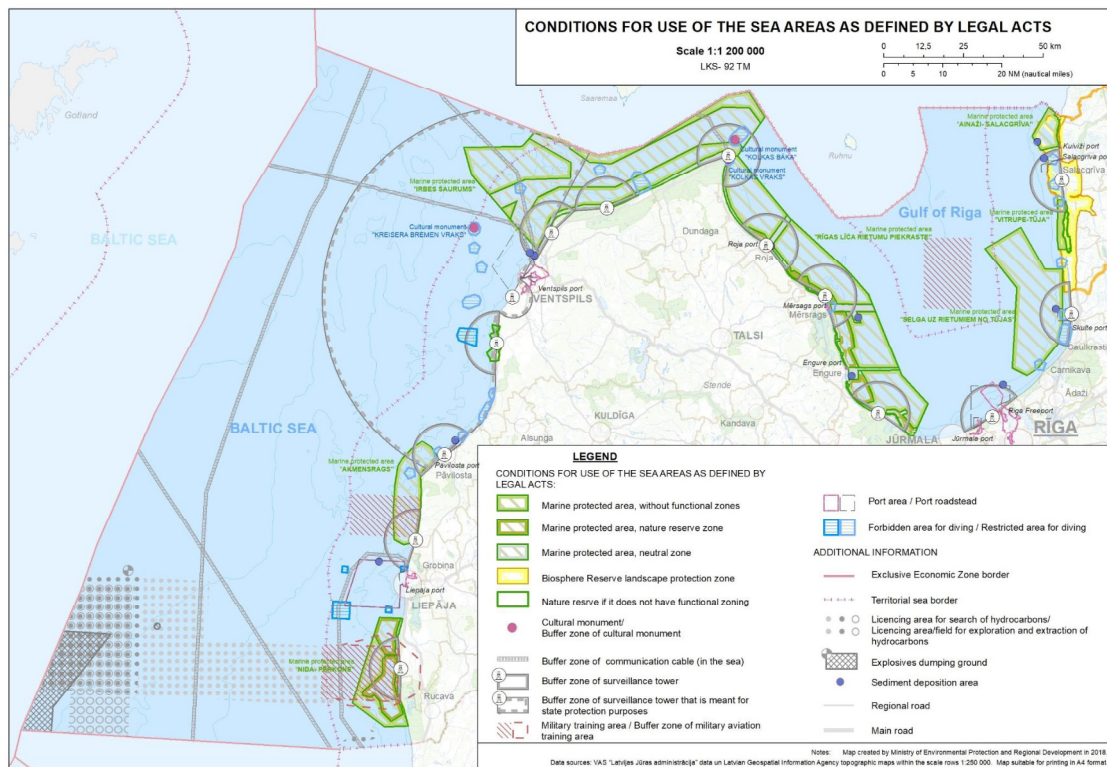 CONDITIONS FOR USE OF THE SEA AREAS AS DEFINED BY LEGAL ACTS
Scale 1:1 200 000
LKS- 92 TM
0 12,5 25 50 km
0 5 10 20 NM (nautical miles)
Gotland
Saaremaa
Ruhnu
Marine protected area
"AINAŽI- SALACGRĪVA"
Kuiviži port
Salacgrīva port
Salacgrīva
Cultural monument
"KOLKAS BĀKA"
Cultural monument
"KOLKAS VRAKS"
Marine protected area
"IRBES ŠAURUMS"
Cultural monument
"KREISERA BREMEN VRAKS"
Gulf of Riga
Marine protected area
"VITRUPE-TŪJA"
Marine protected area
"RĪGAS LĪČA RIETUMU PIEKRASTE"
BALTIC SEA
Dundaga
Roja port
Roja
Ventspils port
VENTSPILS
Mērsrags port
Mērsrags
Marine protected area
"SELGA UZ RIETUMIEM NO TŪJAS"
Skulte port
Saulkrasti
TALSI
Engure port
Engure
Carnikava
Ādaži
Stende
KULDĪGA
Kandava
Riga Freeport
RĪGA
JŪRMALA
Jūrmala port
BALTIC SEA
Alsunga
Marine protected area
"AKMENSRAGS"
Pāvilosta port
Pāvilosta
Grobiņa
Liepāja port
LIEPĀJA
Marine protected area
"NIDA- PĒRKONE"
Rucava
LEGEND
CONDITIONS FOR USE OF THE SEA AREAS AS DEFINED BY
LEGAL ACTS:
Marine protected area, without functional zones
Marine protected area, nature reserve zone
Marine protected area, neutral zone
Biosphere Reserve landscape protection zone
Nature resrve if it does not have functional zoning
Cultural monument/
Buffer zone of cultural monument
Buffer zone of communication cable (in the sea)
Buffer zone of surveillance tower
Buffer zone of surveillance tower that is meant for
state protection purposes
Military training area / Buffer zone of military aviation
training area
Port area / Port roadstead
Forbidden area for diving / Restricted area for diving
ADDITIONAL INFORMATION
Exclusive Economic Zone border
Territorial sea border
Licencing area for search of hydrocarbons/
Licencing area/field for exploration and extraction of
hydrocarbons
Explosives dumping ground
Sediment deposition area
Regional road
Main road
Notes: Map created by Ministry of Environmental Protection and Regional Development in 2018.
Data sources: VAS "Latvijas Jūras administrācija" data un Latvian Geospatial Information Agency topographic maps within the scale rows 1:250 000. Map suitable for printing in A4 format.